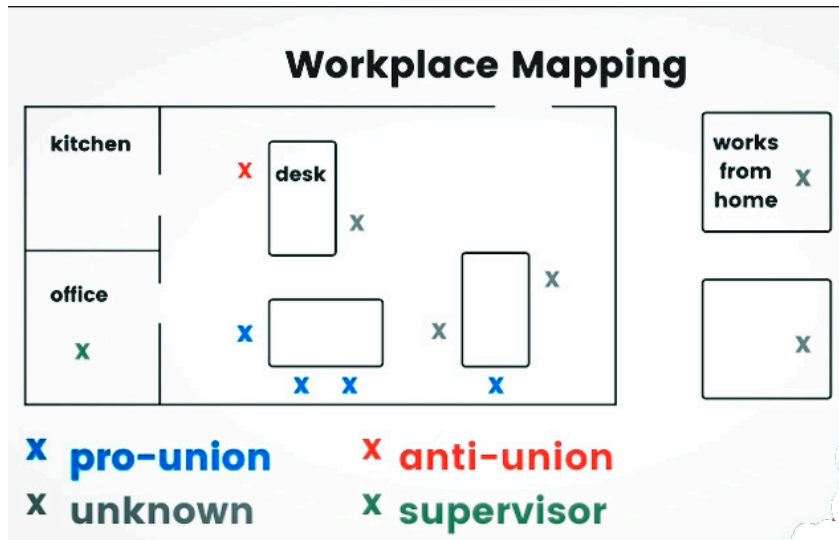 Workplace Mapping
kitchen
X
desk
works
from
home
X
X
office
X
X
X
X
X
X
X
X
X
X pro-union
X anti-union
X unknown
X supervisor